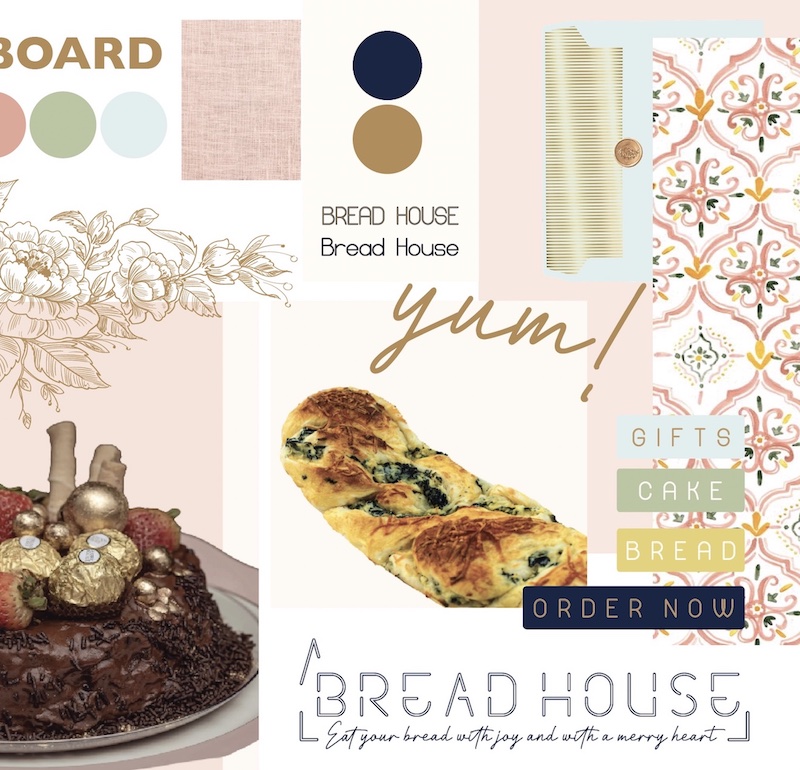 BOARD
BREAD HOUSE
Bread House
yum!
GIFTS
CAKE
BREAD
ORDER NOW
BREAD HOUSE
Eat your bread with joy and with a merry heart